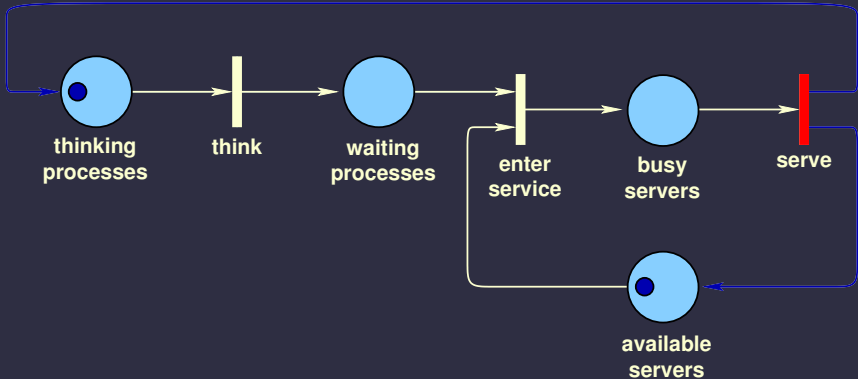 thinking
processes
think
waiting
processes
enter
service
busy
servers
serve
available
servers